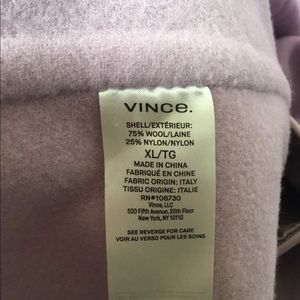 VINCE.
SHELL/EXTÉRIEUR:
75% WOOL/LAINE
25% NYLON/NYLON
XL/TG
MADE IN CHINA
FABRIQUÉ EN CHINE
FABRIC ORIGIN: ITALY
TISSU ORIGINE: ITALIE
RN#106730
Vince, LLC
500 Fifth Avenue, 20th Floor
New York, NY 10110
SEE REVERSE FOR CARE
VOIR AU VERSO POUR LES SOINS